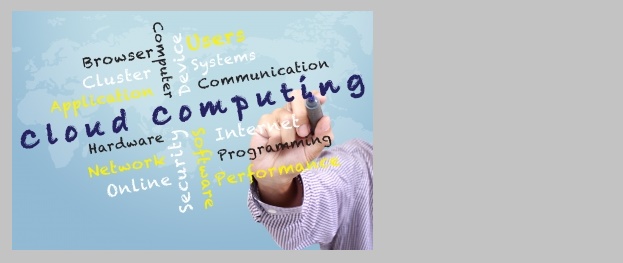 Computer
Device
Users
Browser
Systems
Cluster
Communication
Application
Cloud Computing
Hardware
Internet
Programming
Network
Security
Software
Performance
Online